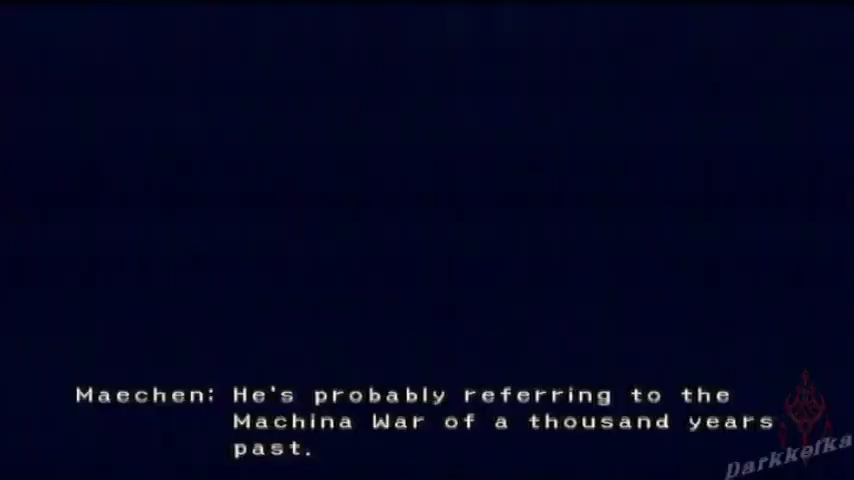 Maechen: He's probably referring to the
Machina War of a thousand years
past.
Darkkefka